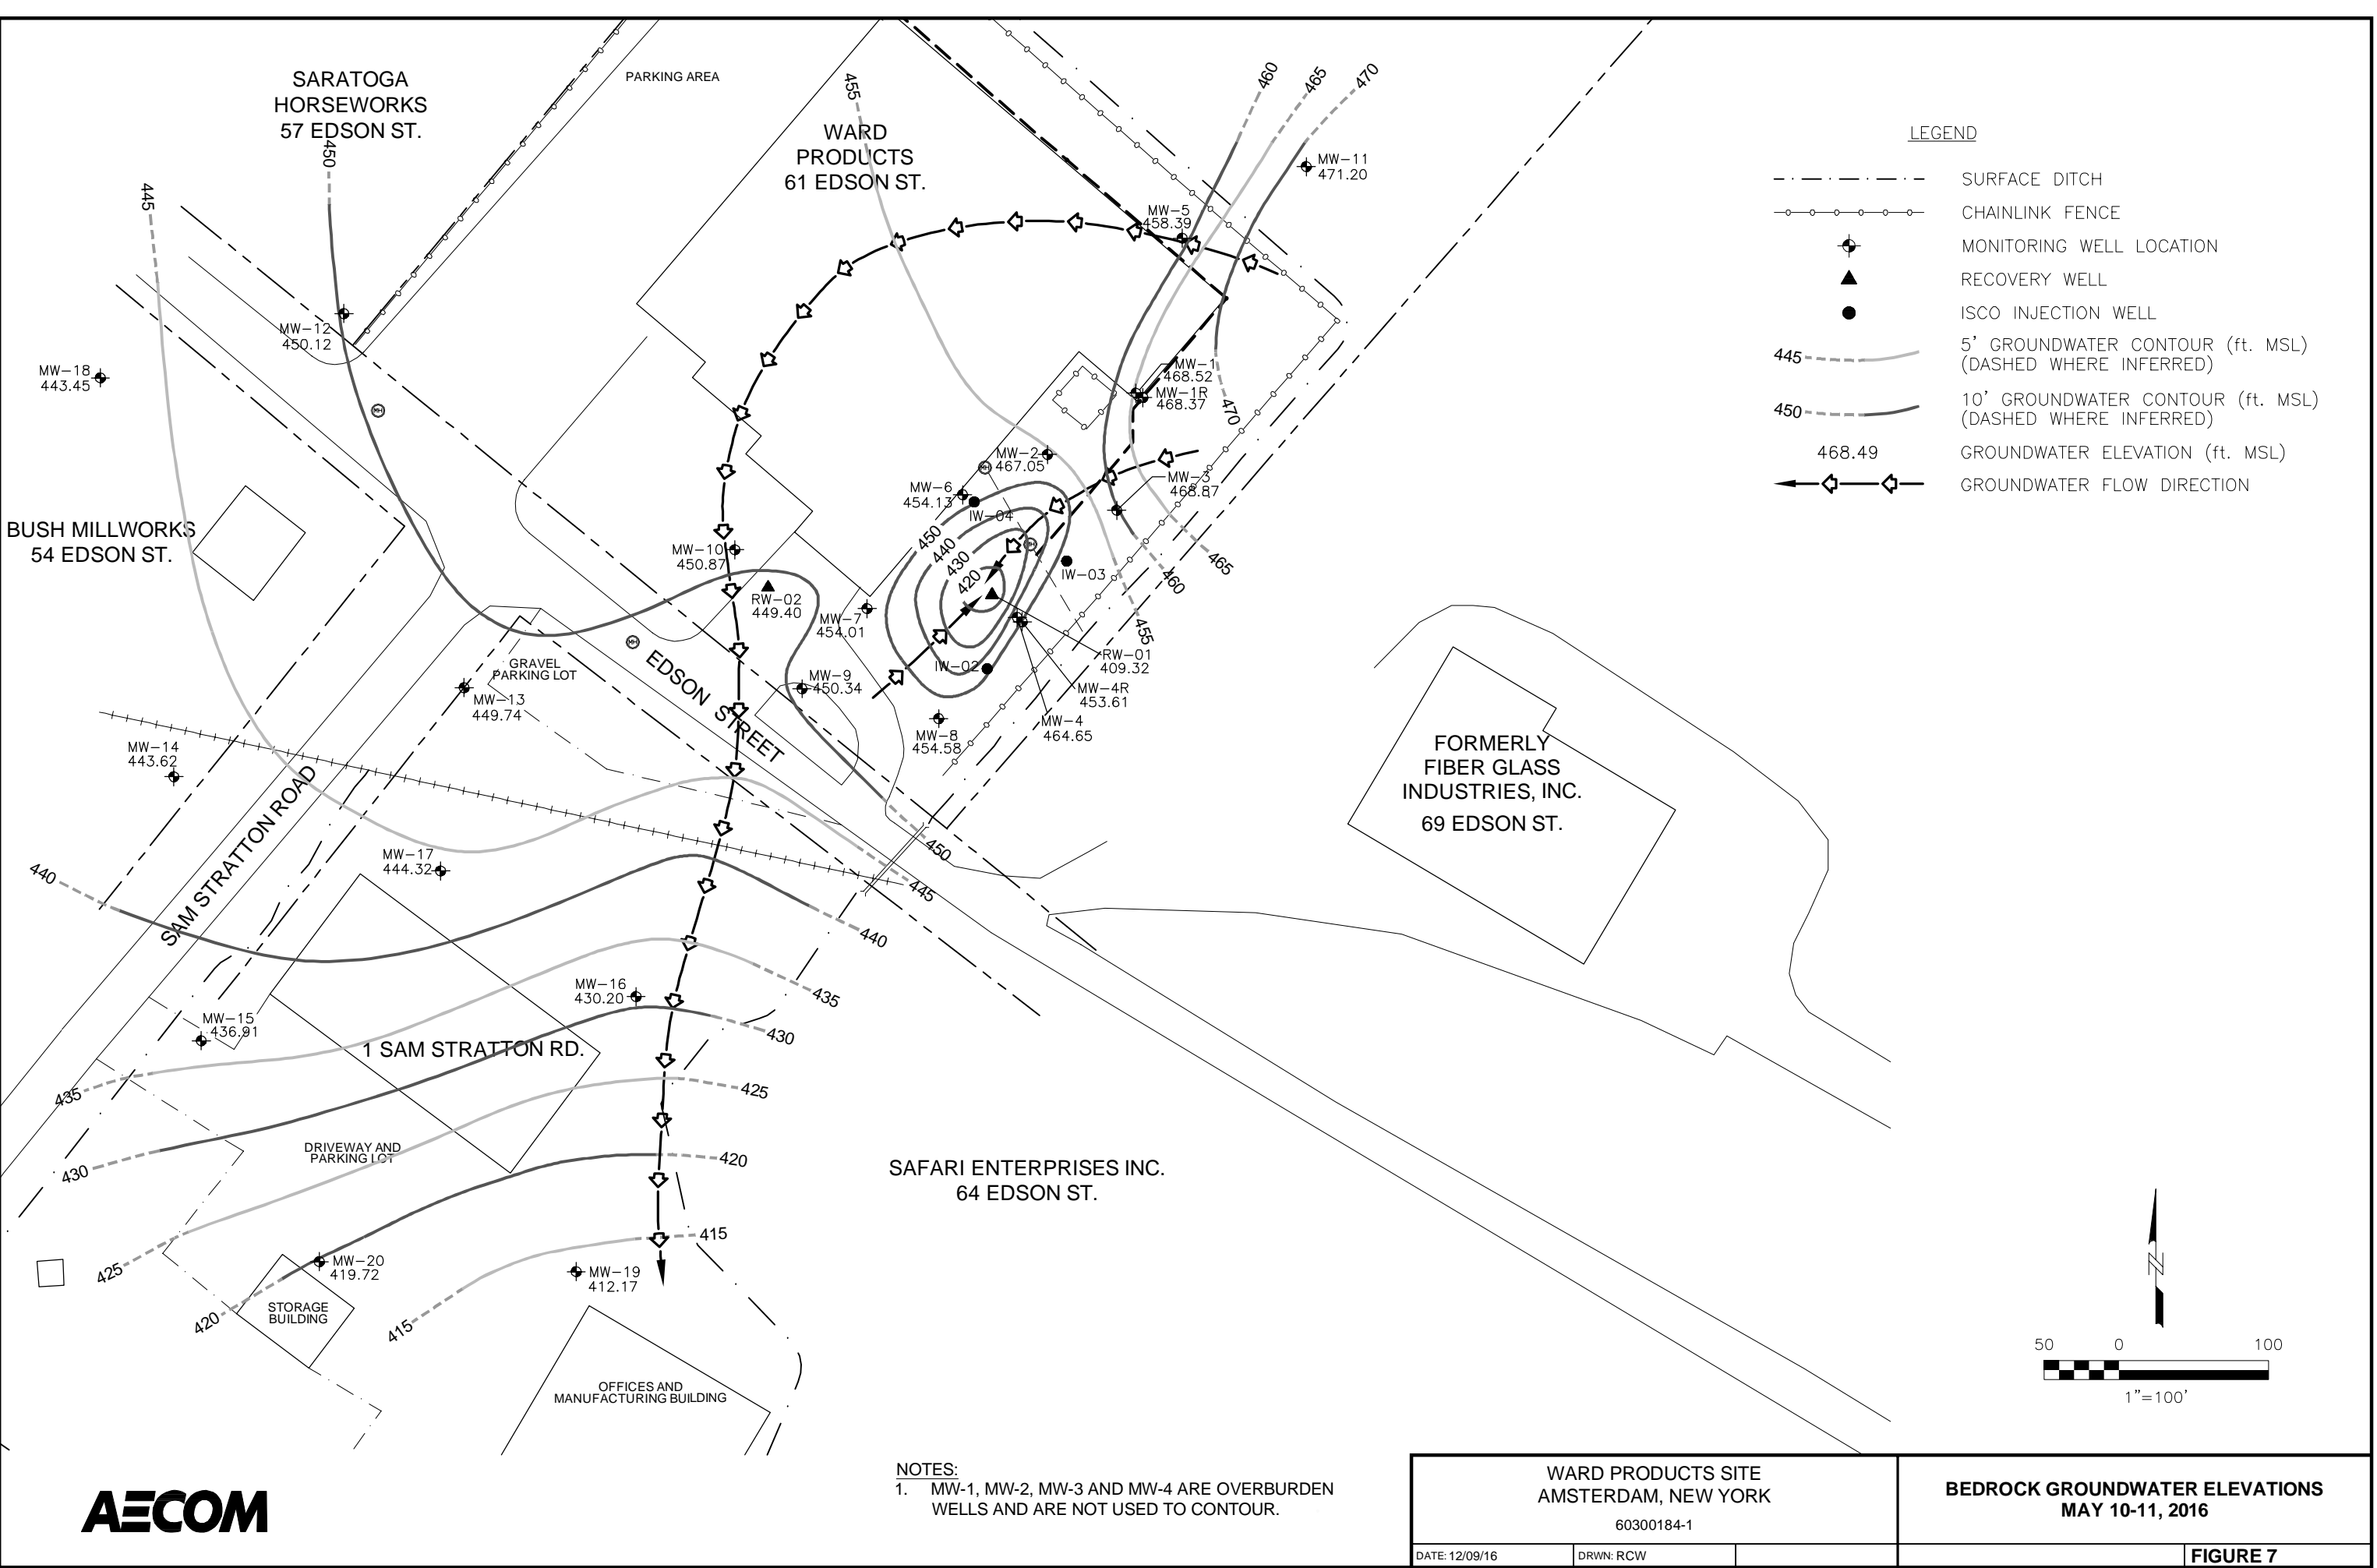 SARATOGA
HORSEWORKS
57 EDSON ST.
PARKING AREA
WARD
PRODUCTS
61 EDSON ST.
455
460
465
470
450
445
MW-11
471.20
MW-5
458.39
MW-12
450.12
MW-18
443.45
MH
MW-1
468.52
MW-1R
468.37
470
MW-2
467.05
MH
MW-3
468.87
MW-6
454.13
IW-04
450
440
430
420
MH
IW-03
465
460
455
BUSH MILLWORKS
54 EDSON ST.
MW-10
450.87
RW-02
449.40
MW-7
454.01
MH
EDSON STREET
GRAVEL
PARKING LOT
MW-9
450.34
IW-02
RW-01
409.32
MW-4R
453.61
MW-4
464.65
MW-8
454.58
MW-13
449.74
MW-14
443.62
SAM STRATTON ROAD
MW-17
444.32
450
445
440
440
435
430
425
420
415
MW-16
430.20
MW-15
436.91
1 SAM STRATTON RD.
435
430
425
420
415
DRIVEWAY AND
PARKING LOT
MW-20
419.72
MW-19
412.17
STORAGE
BUILDING
OFFICES AND
MANUFACTURING BUILDING
SAFARI ENTERPRISES INC.
64 EDSON ST.
FORMERLY
FIBER GLASS
INDUSTRIES, INC.
69 EDSON ST.
LEGEND
SURFACE DITCH
CHAINLINK FENCE
MONITORING WELL LOCATION
RECOVERY WELL
ISCO INJECTION WELL
445
5' GROUNDWATER CONTOUR (ft. MSL)
(DASHED WHERE INFERRED)
450
10' GROUNDWATER CONTOUR (ft. MSL)
(DASHED WHERE INFERRED)
468.49 GROUNDWATER ELEVATION (ft. MSL)
GROUNDWATER FLOW DIRECTION
N
50 0 100
1"=100'
AECOM
NOTES:
1. MW-1, MW-2, MW-3 AND MW-4 ARE OVERBURDEN
WELLS AND ARE NOT USED TO CONTOUR.
WARD PRODUCTS SITE
AMSTERDAM, NEW YORK
60300184-1
BEDROCK GROUNDWATER ELEVATIONS
MAY 10-11, 2016
DATE: 12/09/16
DRWN: RCW
FIGURE 7